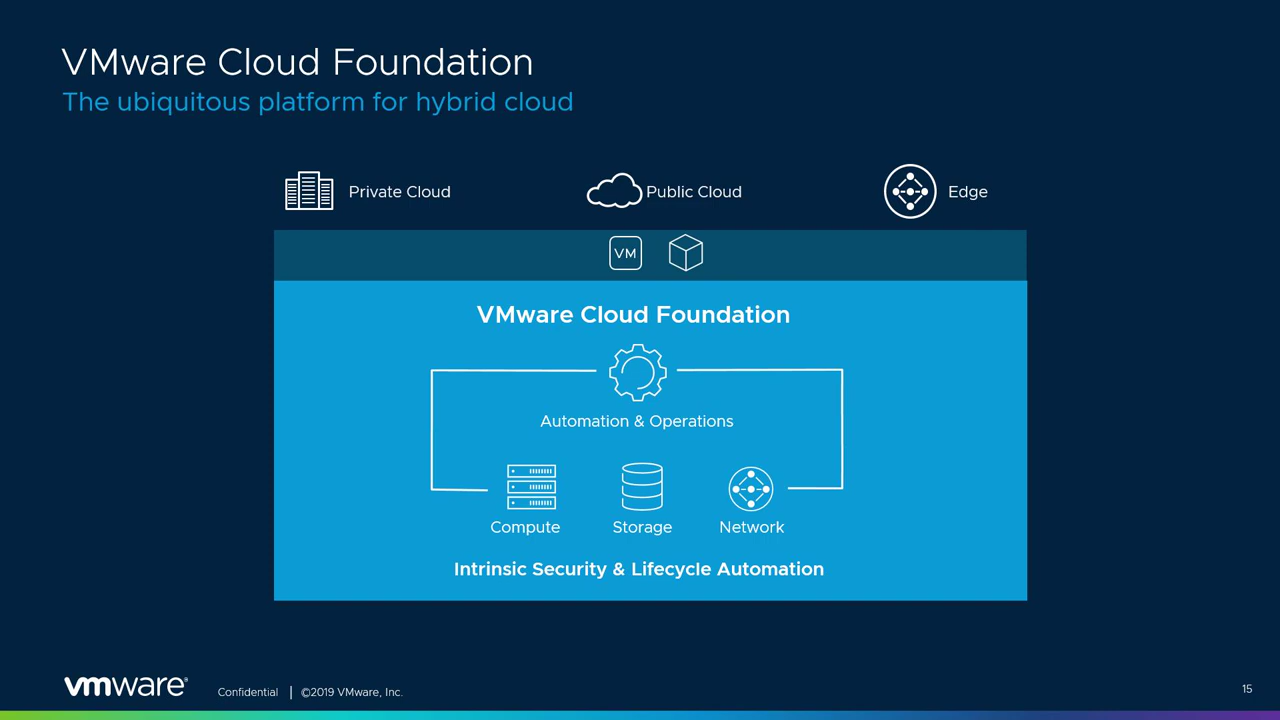 VMware Cloud Foundation
The ubiquitous platform for hybrid cloud
Private Cloud
Public Cloud
Edge
VM
VMware Cloud Foundation
Automation & Operations
Compute
Storage
Network
Intrinsic Security & Lifecycle Automation
vmware®
Confidential | ©2019 VMware, Inc.
15